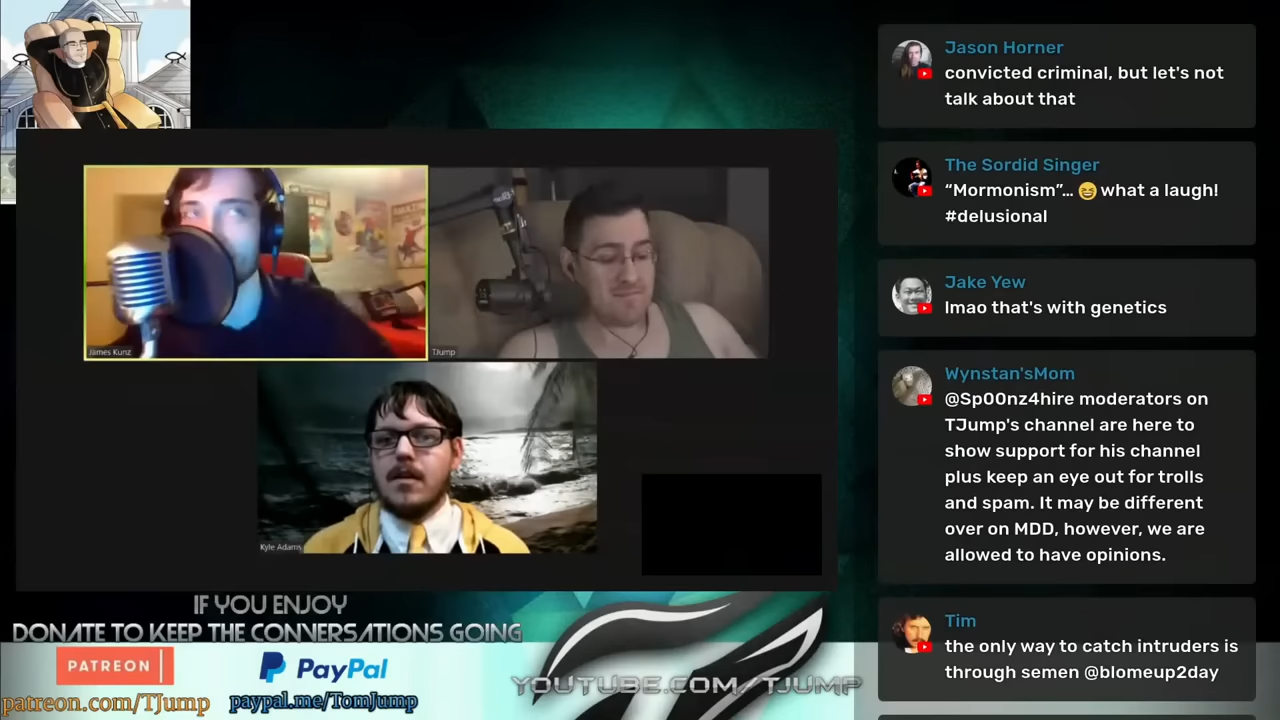 Jason Horner
convicted criminal, but let's not
talk about that
The Sordid Singer
“Mormonism”... 😆 what a laugh!
#delusional
Jake Yew
lmao that's with genetics
Wynstan'sMom
@Sp00nz4hire moderators on
TJump's channel are here to
show support for his channel
plus keep an eye out for trolls
and spam. It may be different
over on MDD, however, we are
allowed to have opinions.
Tim
the only way to catch intruders is
through semen @blomeup2day
James Kunz
TJump
Kyle Adams
IF YOU ENJOY
DONATE TO KEEP THE CONVERSATIONS GOING
PATREON
PayPal
patreon.com/TJump
paypal.me/TomJump
YOUTUBE.COM/TJUMP